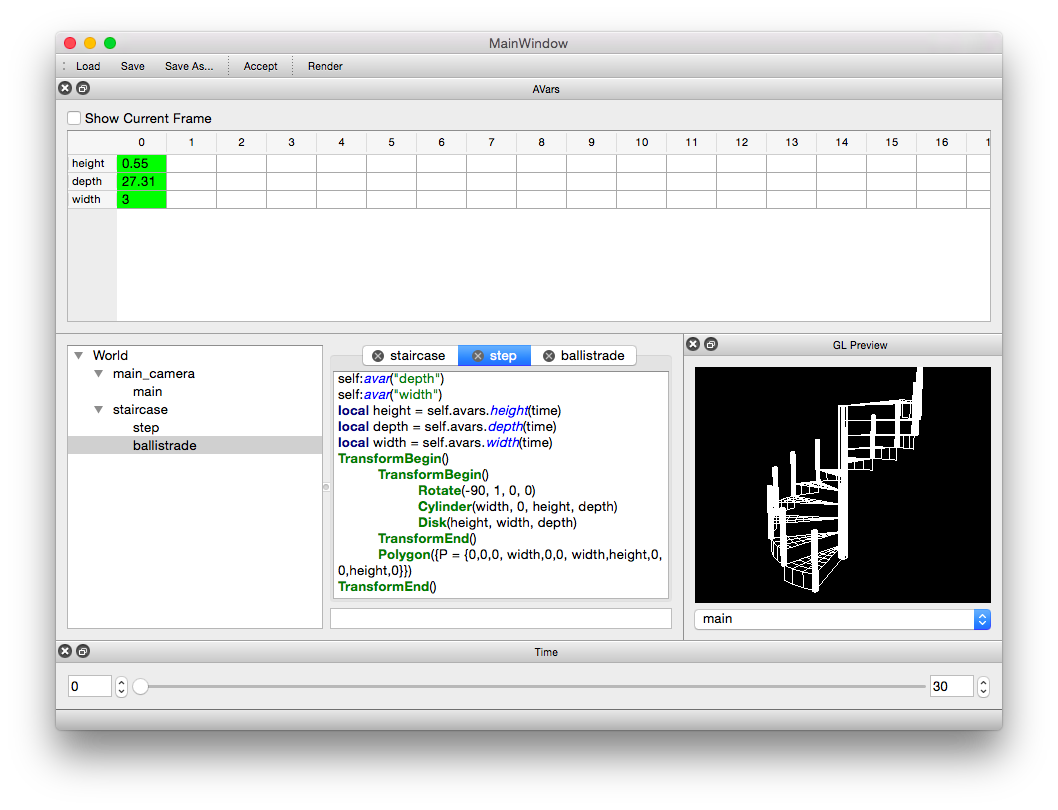 MainWindow
Load Save Save As... Accept Render
AVars
Show Current Frame
0 1 2 3 4 5 6 7 8 9 10 11 12 13 14 15 16 1
height 0.55
depth 27.31
width 3
World
main_camera
main
staircase
step
ballistrade
staircase step ballistrade
self:avar("depth")
self:avar("width")
local height = self.avars.height(time)
local depth = self.avars.depth(time)
local width = self.avars.width(time)
TransformBegin()
TransformBegin()
Rotate(-90, 1, 0, 0)
Cylinder(width, 0, height, depth)
Disk(height, width, depth)
TransformEnd()
Polygon({P = {0,0,0, width,0,0, width,height,0,
0,height,0}})
TransformEnd()
GL Preview
main
Time
0 30